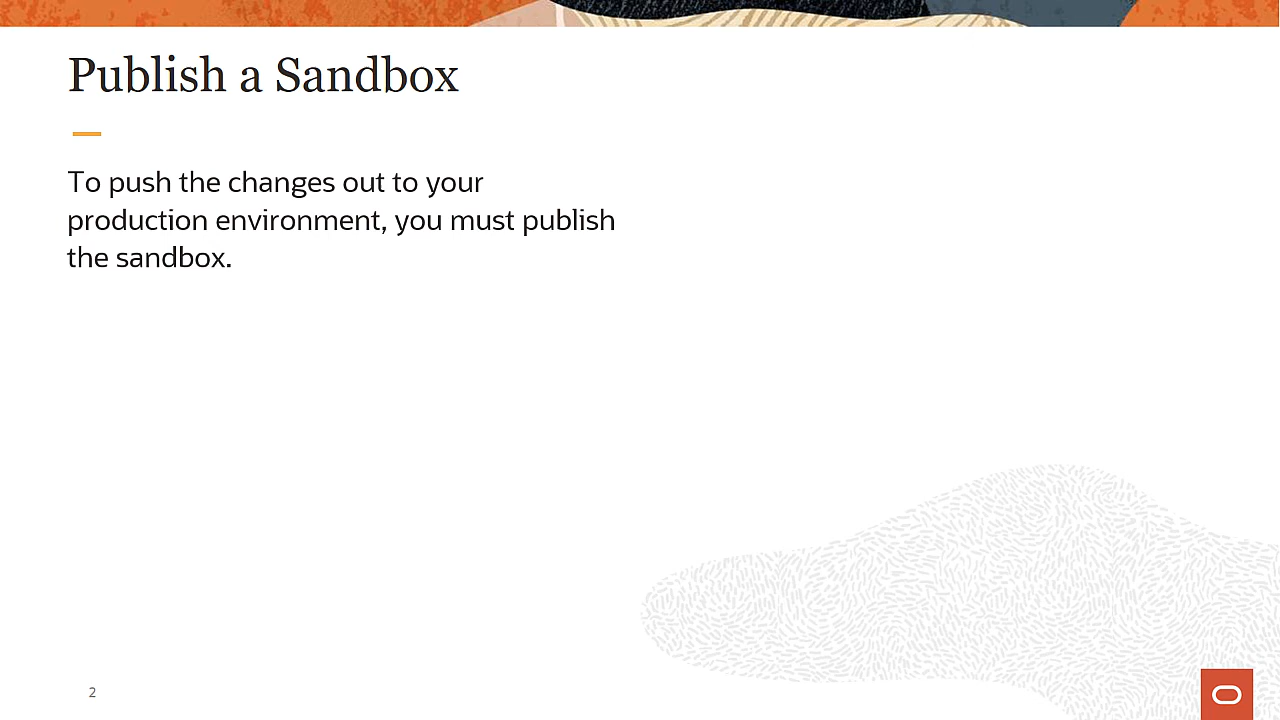 Publish a Sandbox
To push the changes out to your
production environment, you must publish
the sandbox.
2